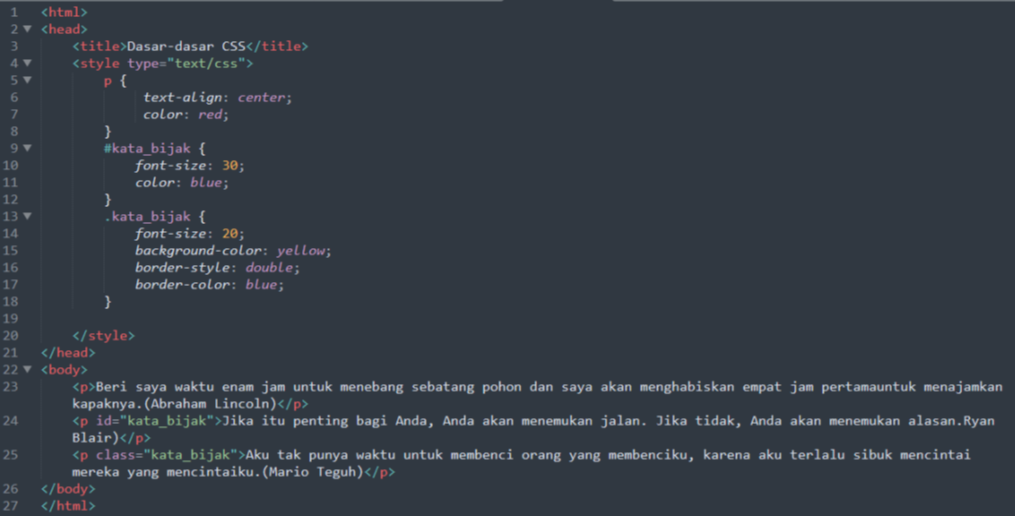 1 <html>
2 <head>
3 <title>Dasar-dasar CSS</title>
4 <style type="text/css">
5 p {
6 text-align: center;
7 color: red;
8 }
9 #kata_bijak {
10 font-size: 30;
11 color: blue;
12 }
13 .kata_bijak {
14 font-size: 20;
15 background-color: yellow;
16 border-style: double;
17 border-color: blue;
18 }
19
20 </style>
21 </head>
22 <body>
23 <p>Beri saya waktu enam jam untuk menebang sebatang pohon dan saya akan menghabiskan empat jam pertamauntuk menajamkan
kapaknya.(Abraham Lincoln)</p>
24 <p id="kata_bijak">Jika itu penting bagi Anda, Anda akan menemukan jalan. Jika tidak, Anda akan menemukan alasan.Ryan
Blair)</p>
25 <p class="kata_bijak">Aku tak punya waktu untuk membenci orang yang membenciku, karena aku terlalu sibuk mencintai
mereka yang mencintaiku.(Mario Teguh)</p>
26 </body>
27 </html>